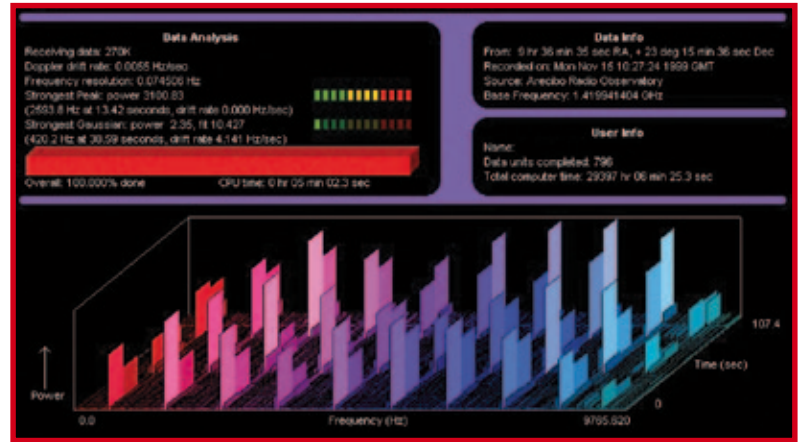 Data Analysis
Receiving data: 270K
Doppler drift rate: 0.0055 Hz/sec
Frequency resolution: 0.074506 Hz
Strongest Peak: power 3100.83
(2593.8 Hz at 13.42 seconds, drift rate 0.000 Hz/sec)
Strongest Gaussian: power 2.35, fit 10.427
(420.2 Hz at 30.59 seconds, drift rate 4.141 Hz/sec)
Overall: 100.000% done CPU time: 0 hr 05 min 02.3 sec
Data Info
From: 9 hr 36 min 35 sec RA, + 23 deg 15 min 36 sec Dec
Recorded on: Mon Nov 15 10:27:24 1999 GMT
Source: Arecibo Radio Observatory
Base Frequency: 1.419941404 GHz
User Info
Name:
Data units completed: 796
Total computer time: 29397 hr 06 min 25.3 sec
Power
0.0
Frequency (Hz)
9765.620
0
Time (sec)
107.4